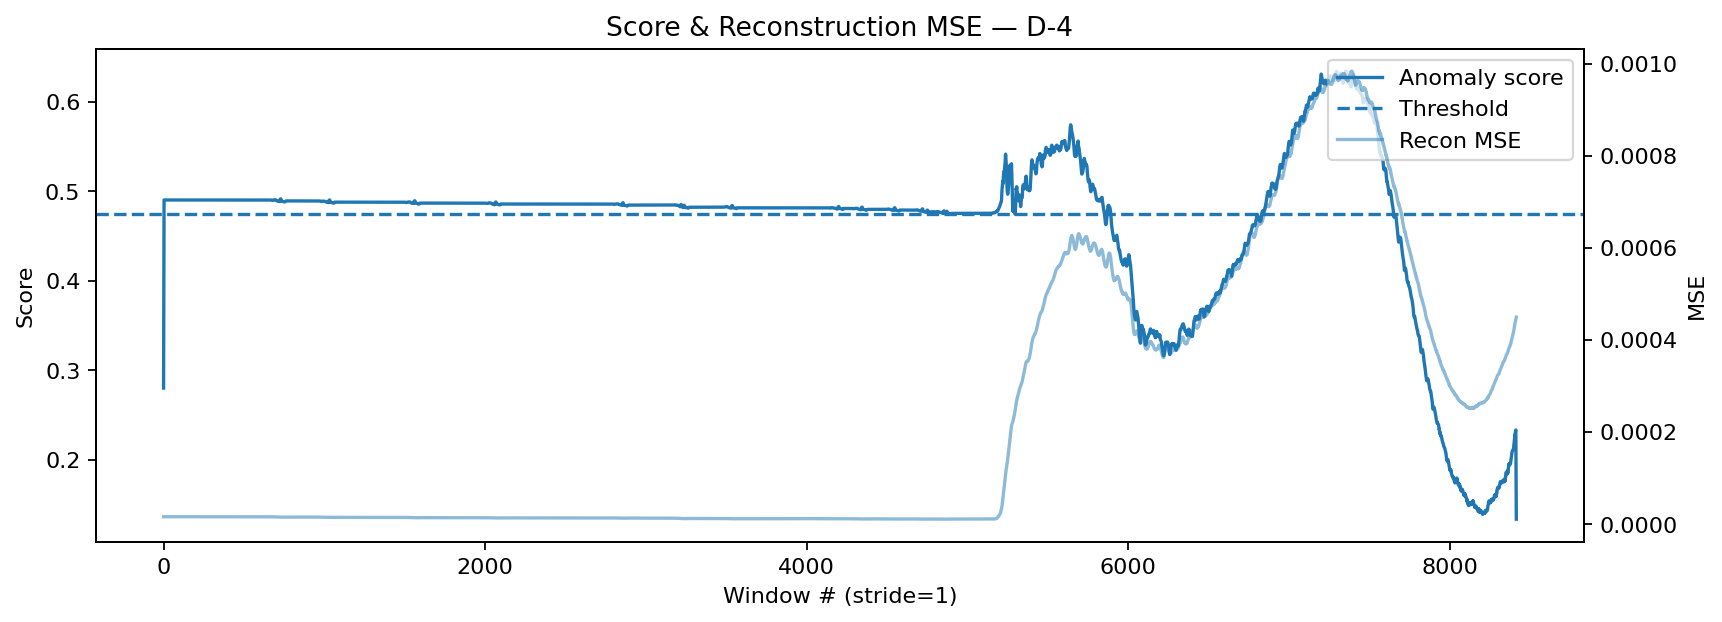 Score & Reconstruction MSE — D-4
Anomaly score
Threshold
Recon MSE
0.6
0.5
0.4
0.3
0.2
Score
0.0010
0.0008
0.0006
0.0004
0.0002
0.0000
MSE
0 2000 4000 6000 8000
Window # (stride=1)